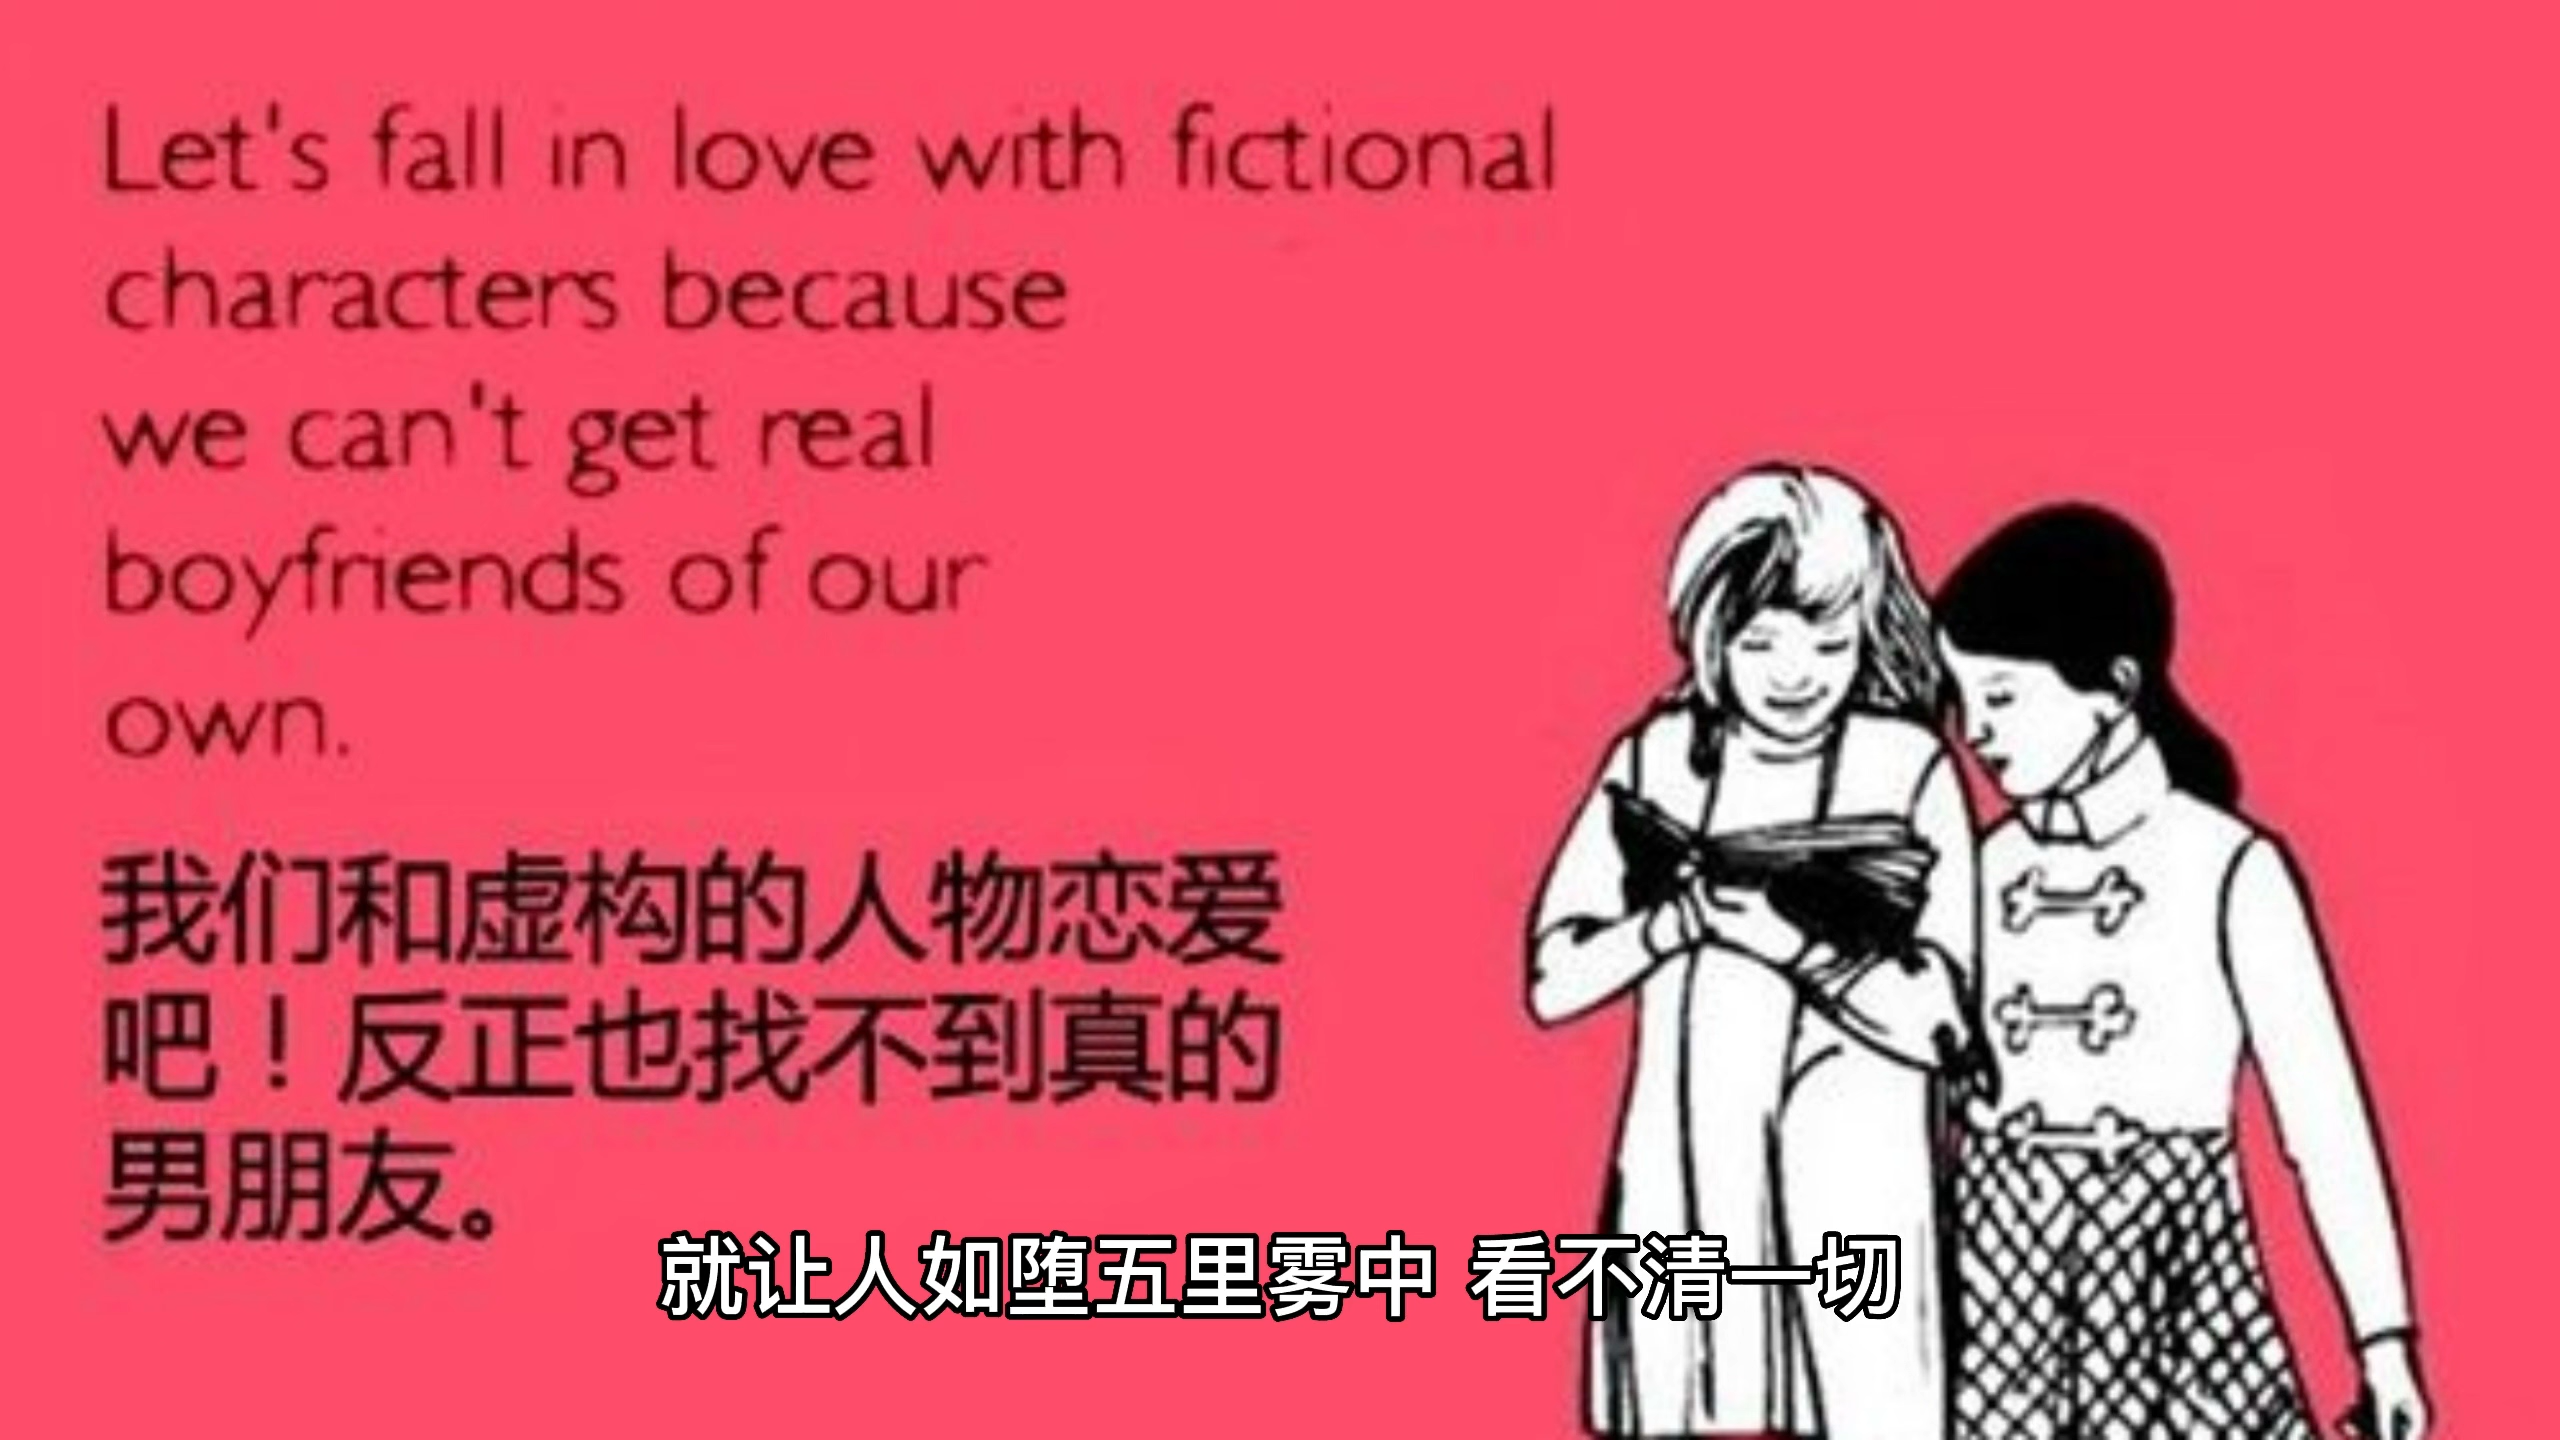 Let's fall in love with fictional
characters because
we can't get real
boyfriends of our
own.
我们和虚构的人物恋爱
吧！反正也找不到真的
男朋友。
就让人如堕五里雾中 看不清一切